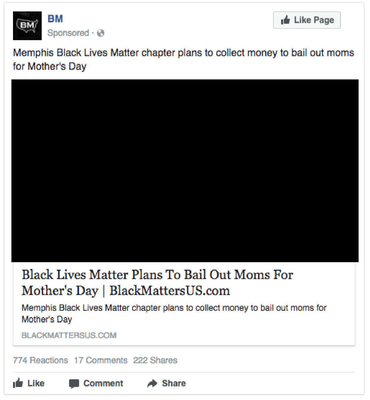 BM
BM
Like Page
Sponsored ·
Memphis Black Lives Matter chapter plans to collect money to bail out moms
for Mother's Day
Black Lives Matter Plans To Bail Out Moms For
Mother's Day | BlackMattersUS.com
Memphis Black Lives Matter chapter plans to collect money to bail out moms for
Mother's Day
BLACKMATTERSUS.COM
774 Reactions 17 Comments 222 Shares
Like Comment Share